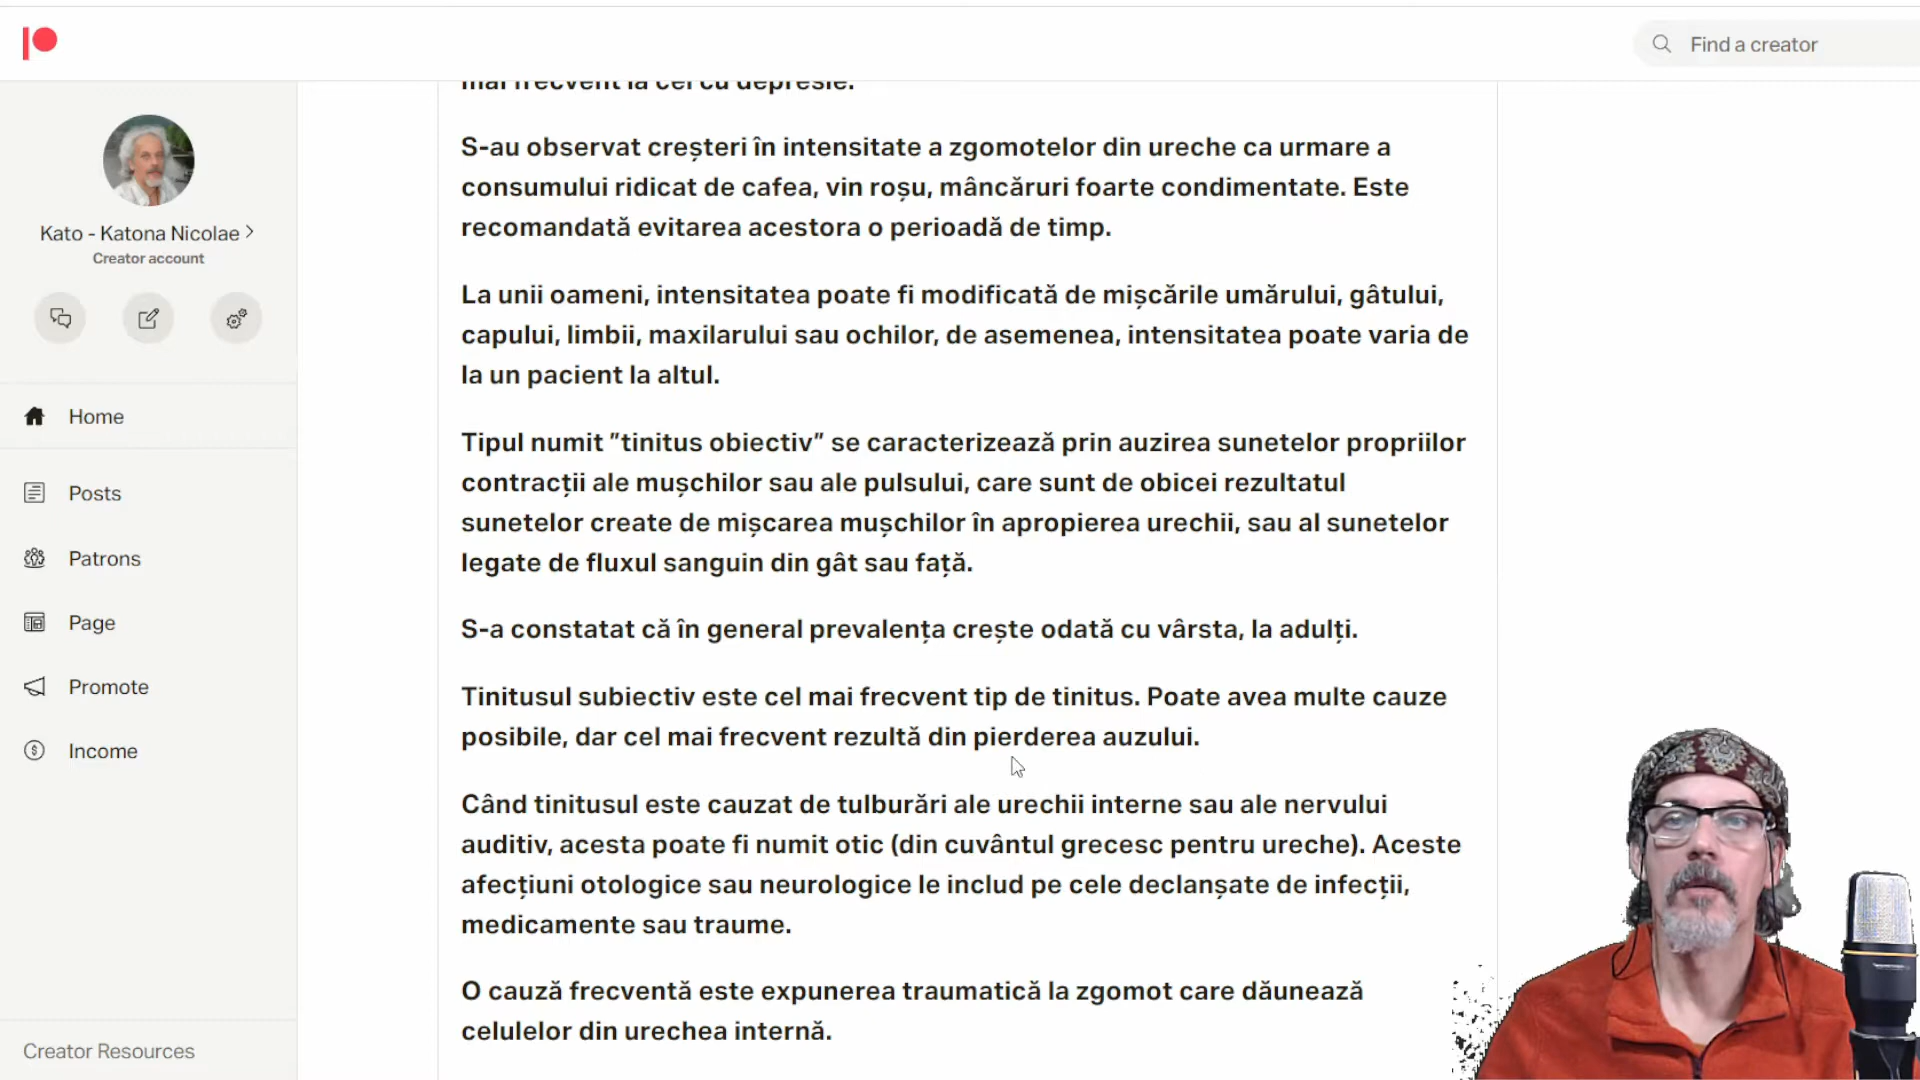 Find a creator
mai frecvent la cei cu depresie.
Kato - Katona Nicolae
Creator account
Home
Posts
Patrons
Page
Promote
Income
Creator Resources
S-au observat creșteri în intensitate a zgomotelor din ureche ca urmare a
consumului ridicat de cafea, vin roșu, mâncăruri foarte condimentate. Este
recomandată evitarea acestora o perioadă de timp.
La unii oameni, intensitatea poate fi modificată de mișcările umărului, gâtului,
capului, limbii, maxilarului sau ochilor, de asemenea, intensitatea poate varia de
la un pacient la altul.
Tipul numit ”tinitus obiectiv” se caracterizează prin auzirea sunetelor propriilor
contracții ale mușchilor sau ale pulsului, care sunt de obicei rezultatul
sunetelor create de mișcarea mușchilor în apropierea urechii, sau al sunetelor
legate de fluxul sanguin din gât sau față.
S-a constatat că în general prevalența crește odată cu vârsta, la adulți.
Tinitusul subiectiv este cel mai frecvent tip de tinitus. Poate avea multe cauze
posibile, dar cel mai frecvent rezultă din pierderea auzului.
Când tinitusul este cauzat de tulburări ale urechii interne sau ale nervului
auditiv, acesta poate fi numit otic (din cuvântul grecesc pentru ureche). Aceste
afecțiuni otologice sau neurologice le includ pe cele declanșate de infecții,
medicamente sau traume.
O cauză frecventă este expunerea traumatică la zgomot care dăunează
celulelor din urechea internă.